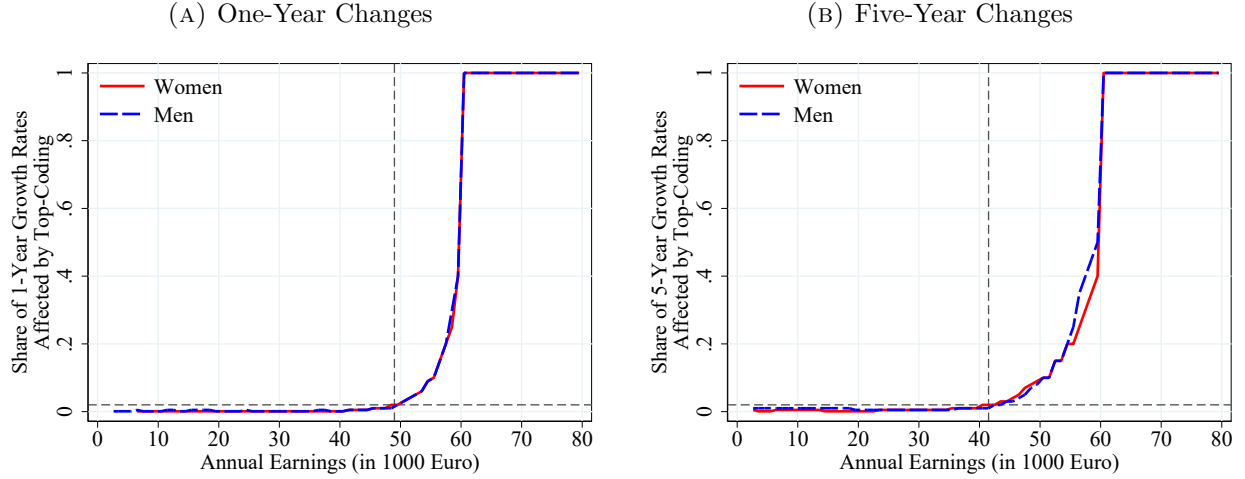 (A) One-Year Changes
Share of 1-Year Growth Rates
Affected by Top-Coding
1
.8
.6
.4
.2
0
Women
Men
0 10 20 30 40 50 60 70 80
Annual Earnings (in 1000 Euro)
(B) Five-Year Changes
Share of 5-Year Growth Rates
Affected by Top-Coding
1
.8
.6
.4
.2
0
Women
Men
0 10 20 30 40 50 60 70 80
Annual Earnings (in 1000 Euro)